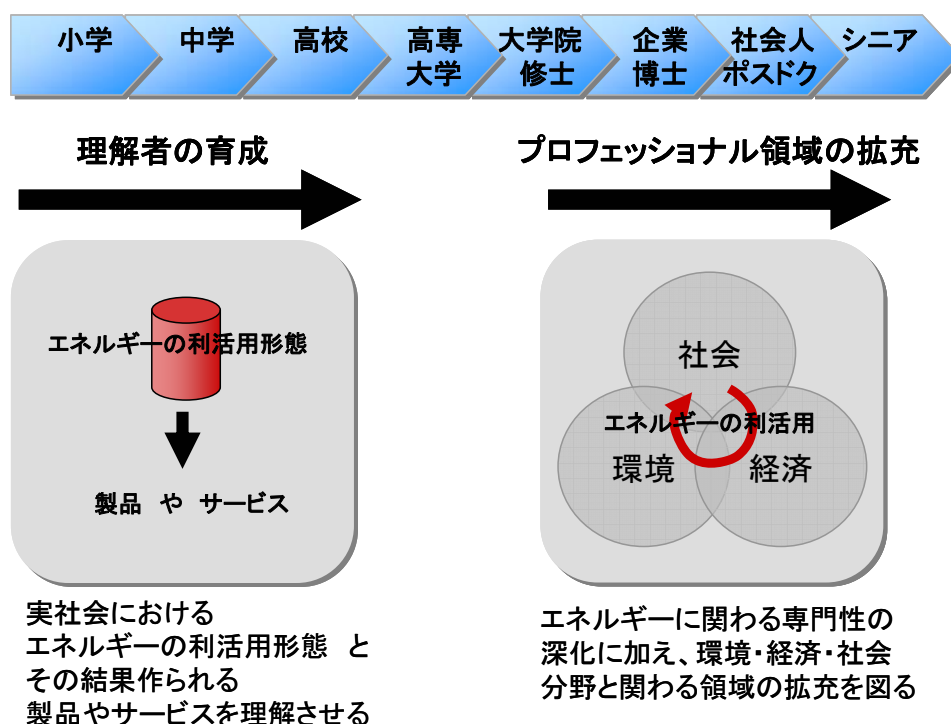 小学 中学 高校 高専 大学院 企業 社会人 シニア
大学 修士 博士 ポスドク
理解者の育成
プロフェッショナル領域の拡充
エネルギーの利活用形態
製品 や サービス
社会
エネルギーの利活用
環境 経済
実社会における
エネルギーの利活用形態 と
その結果作られる
製品やサービスを理解させる
エネルギーに関わる専門性の
深化に加え、環境・経済・社会
分野と関わる領域の拡充を図る